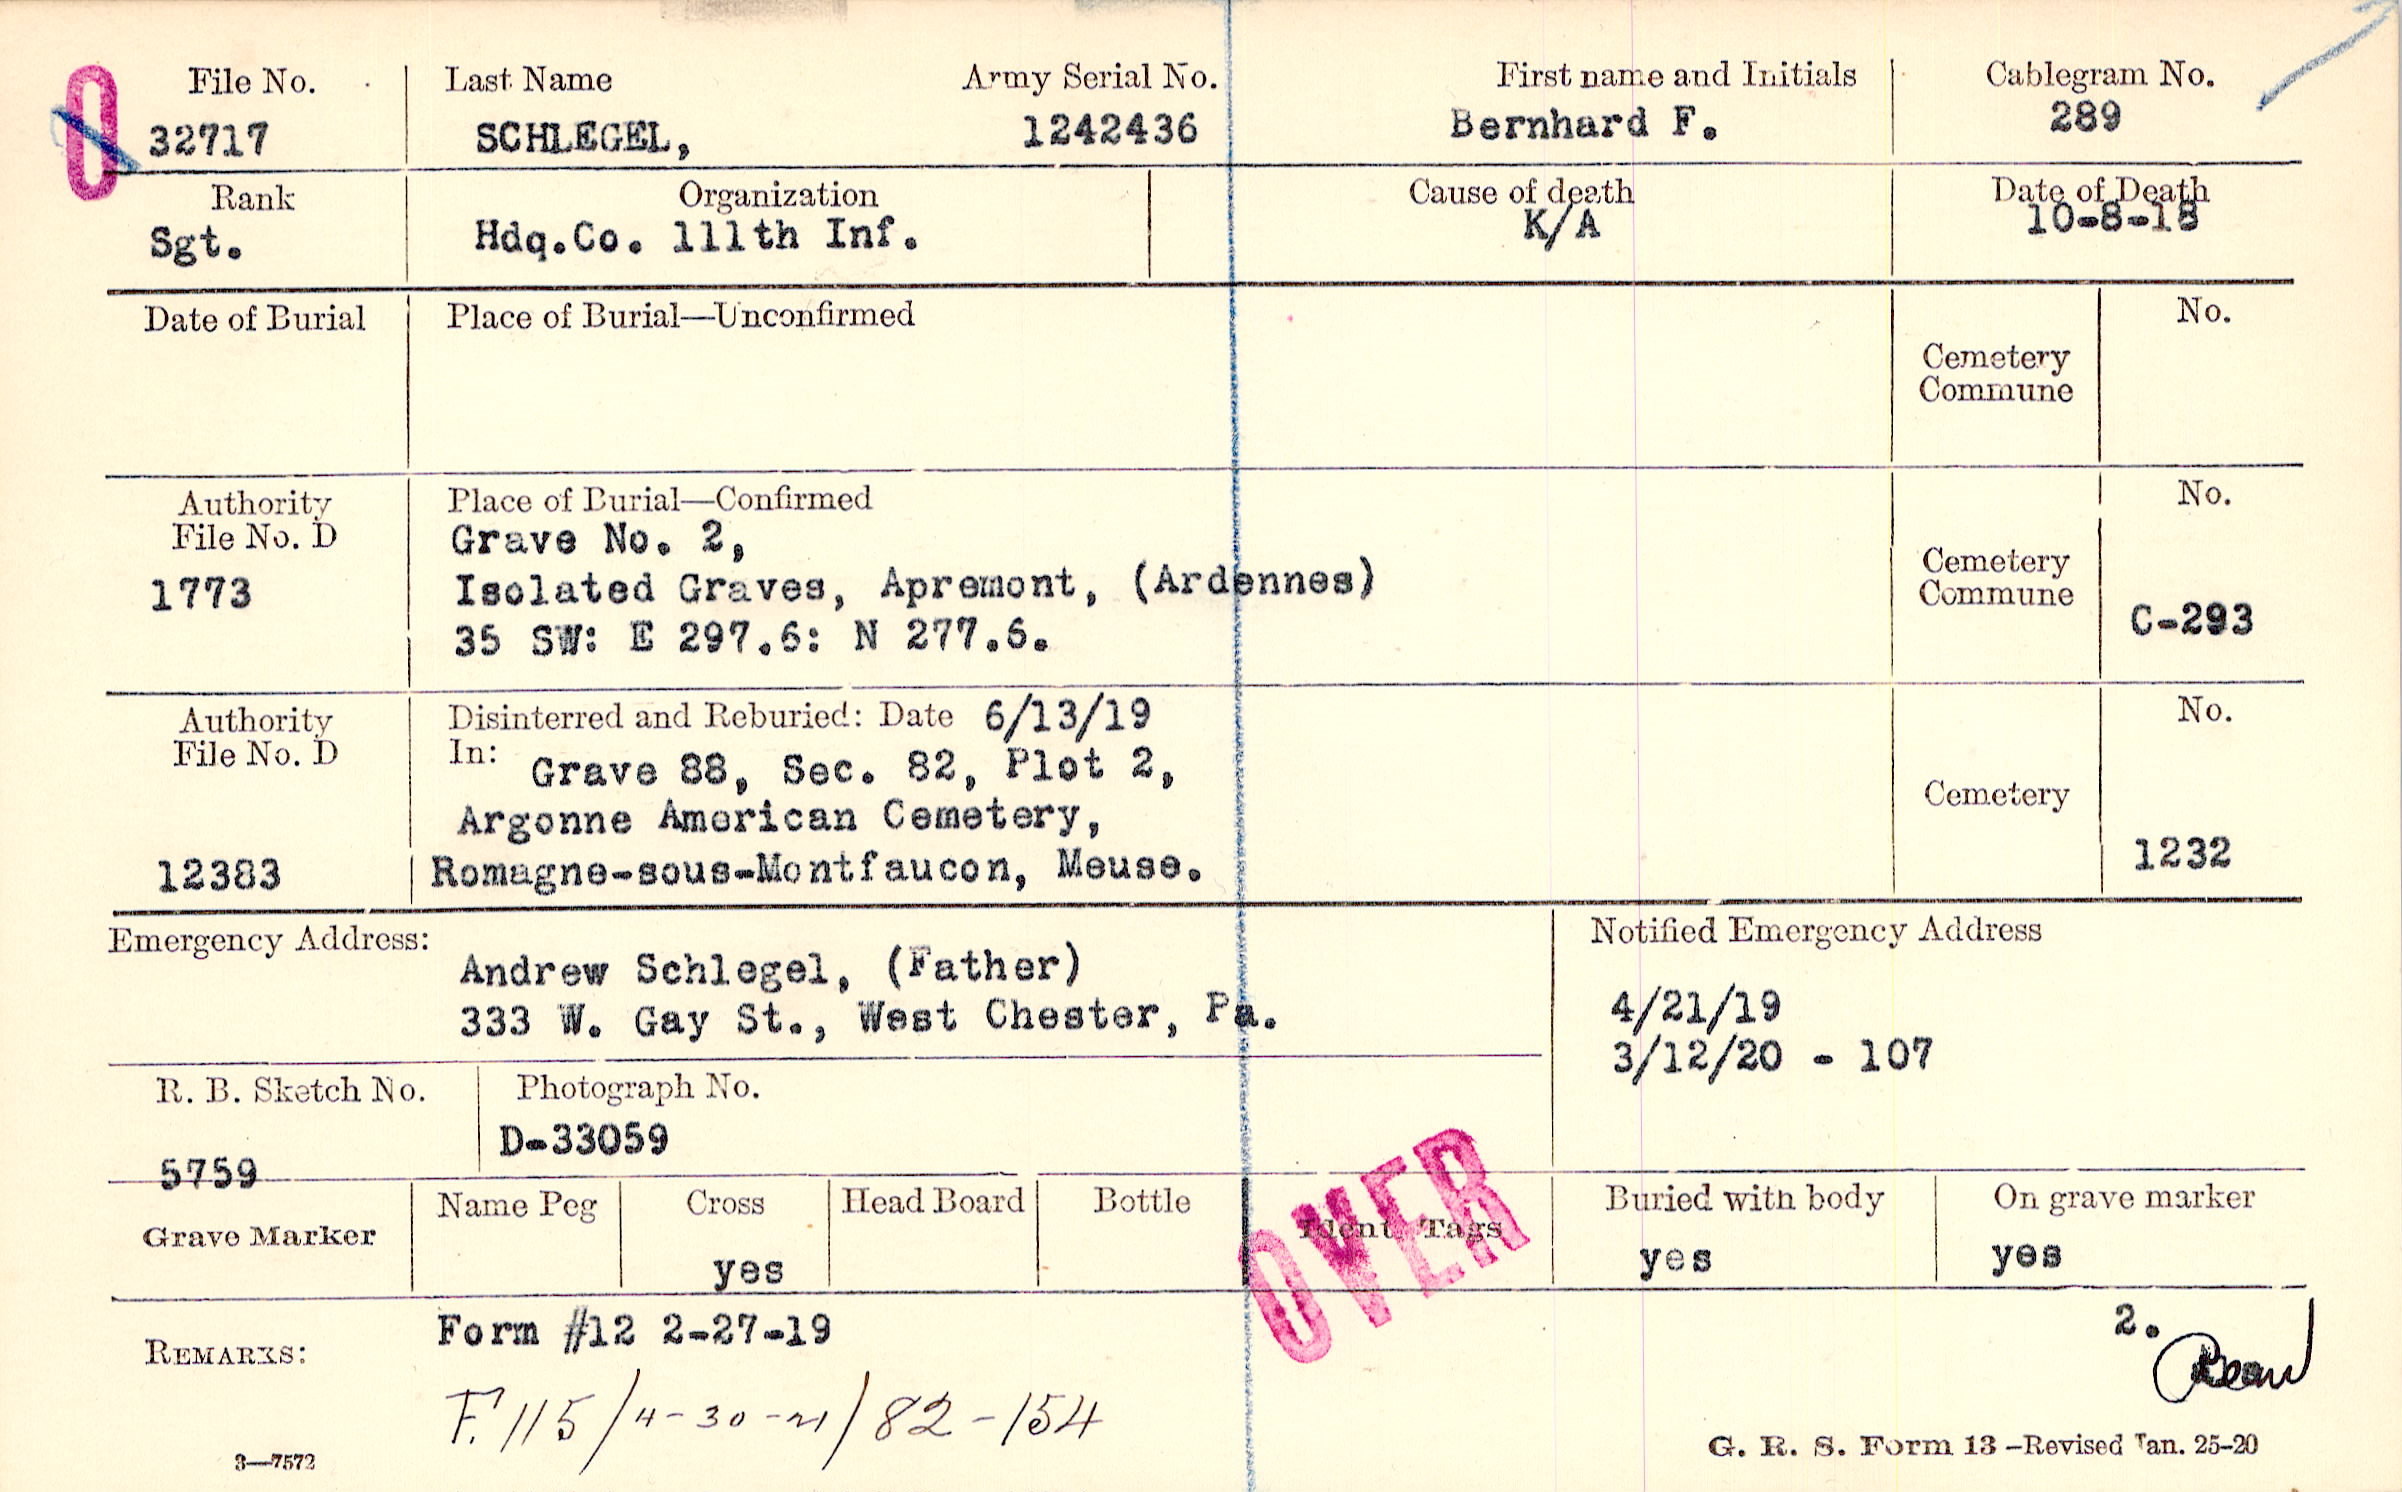 File No. Last Name Army Serial No. First name and Initials Cablegram No.
32717 SCHLEGEL, 1242436 Bernhard F. 289
O
Rank Organization Cause of death Date of Death
Sgt. Hdq.Co. 111th Inf. K/A 10-8-18
Date of Burial Place of Burial—Unconfirmed No.
Cemetery
Commune
Authority Place of Burial—Confirmed No.
File No. D Grave No. 2,
1773 Isolated Graves, Apremont, (Ardennes) Cemetery
Commune C-293
35 SW: E 297.6: N 277.6.
Authority Disinterred and Reburied: Date 6/13/19 No.
File No. D In: Grave 88, Sec. 82, Plot 2,
Argonne American Cemetery, Cemetery
12383 Romagne-sous-Montfaucon, Meuse. 1232
Emergency Address: Notified Emergency Address
Andrew Schlegel, (Father) 4/21/19
333 W. Gay St., West Chester, Pa. 3/12/20 - 107
R. B. Sketch No. Photograph No.
5759 D-33059
OVER
Grave Marker Name Peg Cross Head Board Bottle Ident Tags Buried with body On grave marker
yes yes yes
REMARKS: Form #12 2-27-19 2.
F. 115/4-30-21/82-154
3—7572 G. R. S. Form 13—Revised Jan. 25-20